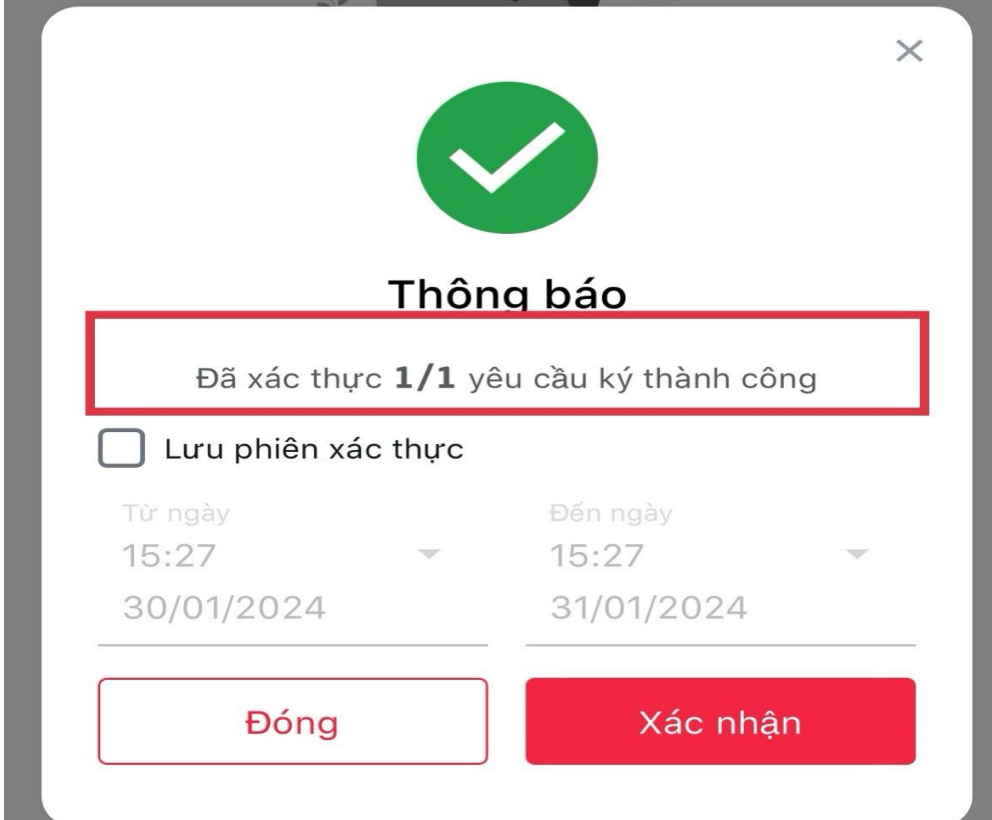 Thông báo
Đã xác thực 1/1 yêu cầu ký thành công
Lưu phiên xác thực
Từ ngày
Đến ngày
15:27
15:27
30/01/2024
31/01/2024
Đóng
Xác nhận